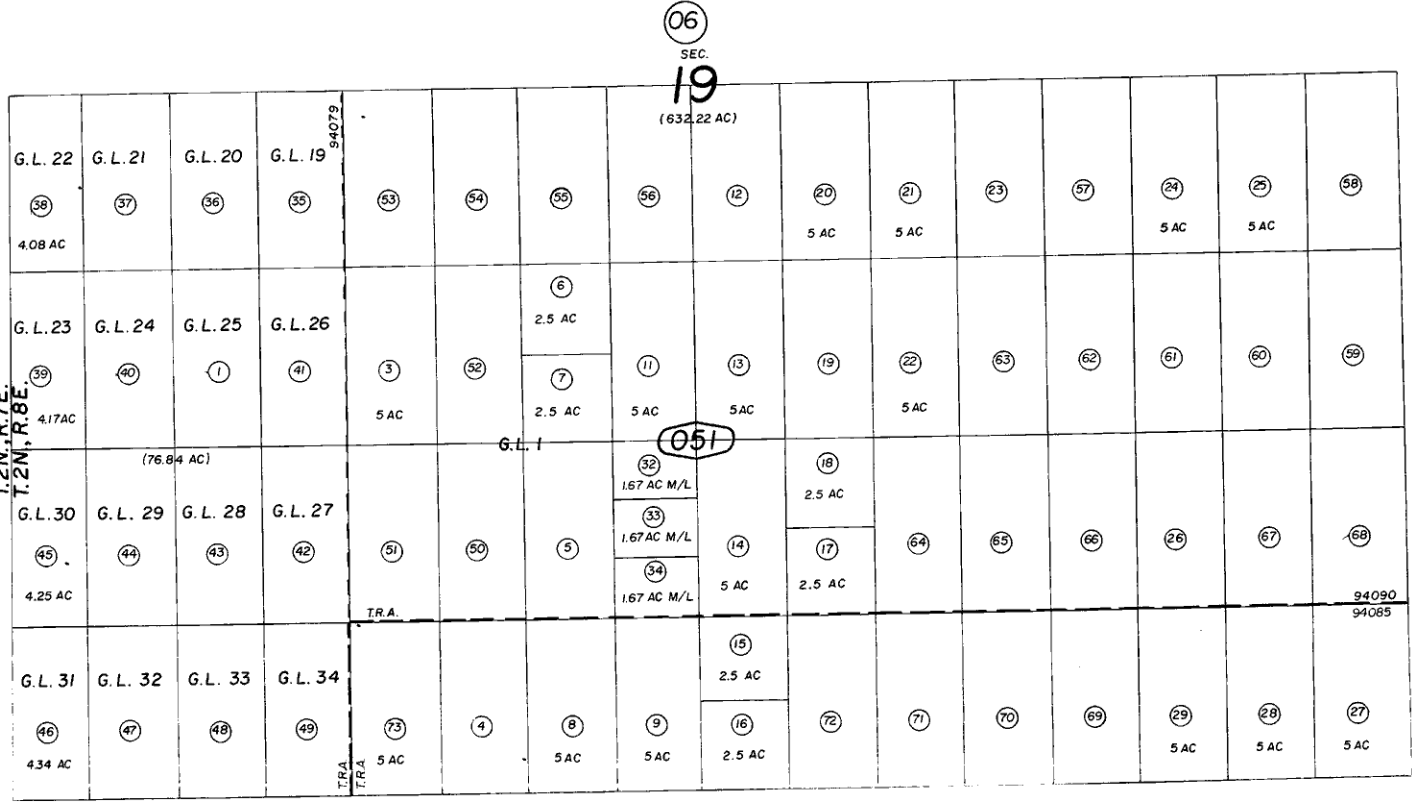 06
SEC.
19
(632.22 AC)
94079
G.L. 22 G.L. 21 G.L. 20 G.L. 19
38 37 36 35 53 54 55 56 12 20 21 23 57 24 25 58
4.08 AC 5 AC 5 AC 5 AC 5 AC
6
2.5 AC
G.L. 23 G.L. 24 G.L. 25 G.L. 26
39 40 1 41 3 52 7 11 13 19 22 63 62 61 60 59
4.17 AC 5 AC 2.5 AC 5 AC 5 AC 5 AC
T.2N., R.7E.
T.2N., R.8E.
G.L. 1
051
(76.84 AC)
32 18
1.67 AC M/L 2.5 AC
G.L. 30 G.L. 29 G.L. 28 G.L. 27
33
1.67 AC M/L
45 44 43 42 51 50 5 14 17 64 65 66 26 67 68
34
4.25 AC 1.67 AC M/L 5 AC 2.5 AC
94090
T.R.A.
94085
15
2.5 AC
G.L. 31 G.L. 32 G.L. 33 G.L. 34
46 47 48 49 73 4 8 9 16 72 71 70 69 29 28 27
4.34 AC 5 AC 5 AC 5 AC 2.5 AC 5 AC 5 AC 5 AC
T.R.A.
T.R.A.